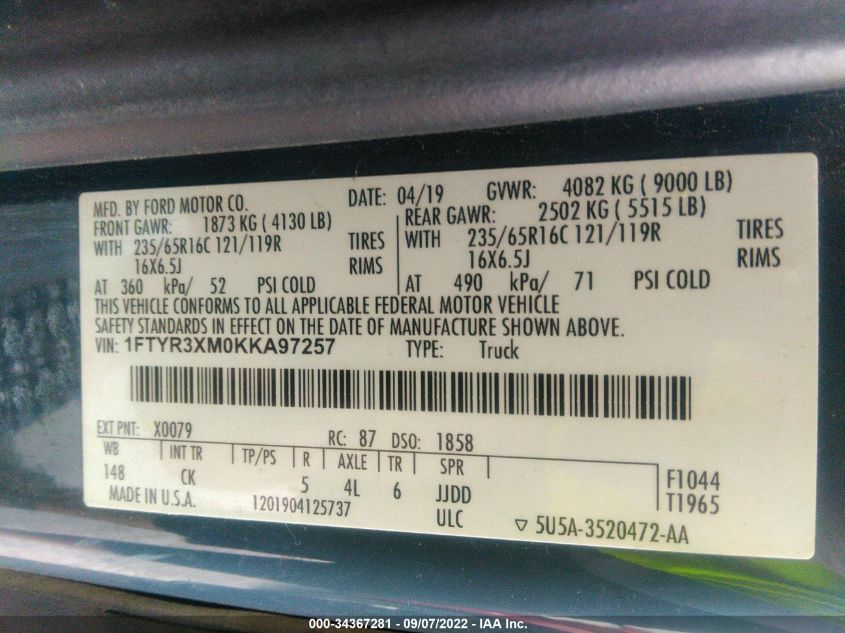 MFD. BY FORD MOTOR CO. DATE: 04/19 GVWR: 4082 KG ( 9000 LB)
FRONT GAWR: 1873 KG ( 4130 LB) REAR GAWR: 2502 KG ( 5515 LB)
WITH 235/65R16C 121/119R TIRES WITH 235/65R16C 121/119R TIRES
16X6.5J RIMS 16X6.5J RIMS
AT 360 kPa/ 52 PSI COLD AT 490 kPa/ 71 PSI COLD
THIS VEHICLE CONFORMS TO ALL APPLICABLE FEDERAL MOTOR VEHICLE
SAFETY STANDARDS IN EFFECT ON THE DATE OF MANUFACTURE SHOWN ABOVE.
VIN: 1FTYR3XM0KKA97257 TYPE: Truck
EXT PNT: X0079 RC: 87 DSO: 1858
WB INT TR TP/PS R AXLE TR SPR
148 CK 5 4L 6 JJDD F1044
MADE IN U.S.A. 1201904125737 ULC T1965
▽ 5U5A-3520472-AA
000-34367281 - 09/07/2022 - IAA Inc.